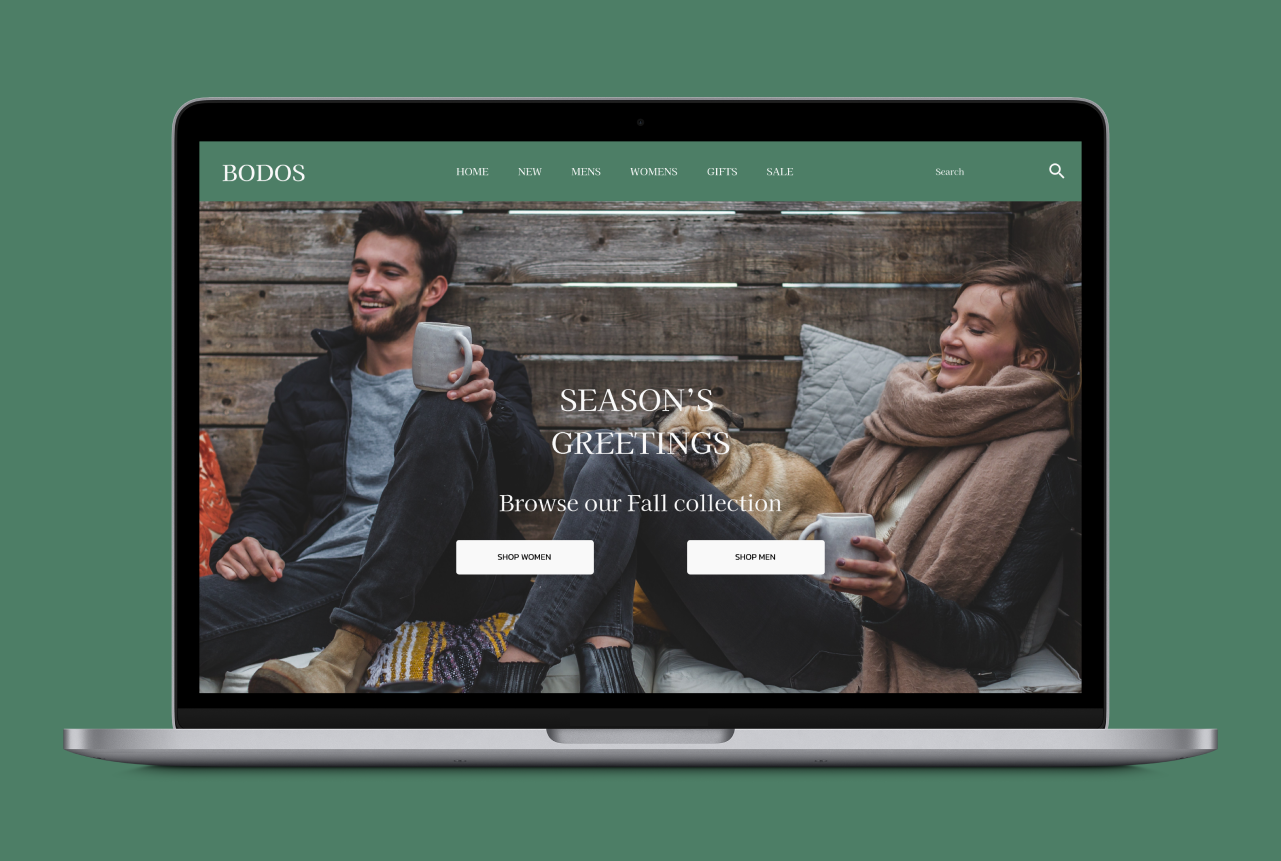 BODOS
HOME NEW MENS WOMENS GIFTS SALE
Search
SEASON’S
GREETINGS
Browse our Fall collection
SHOP WOMEN SHOP MEN